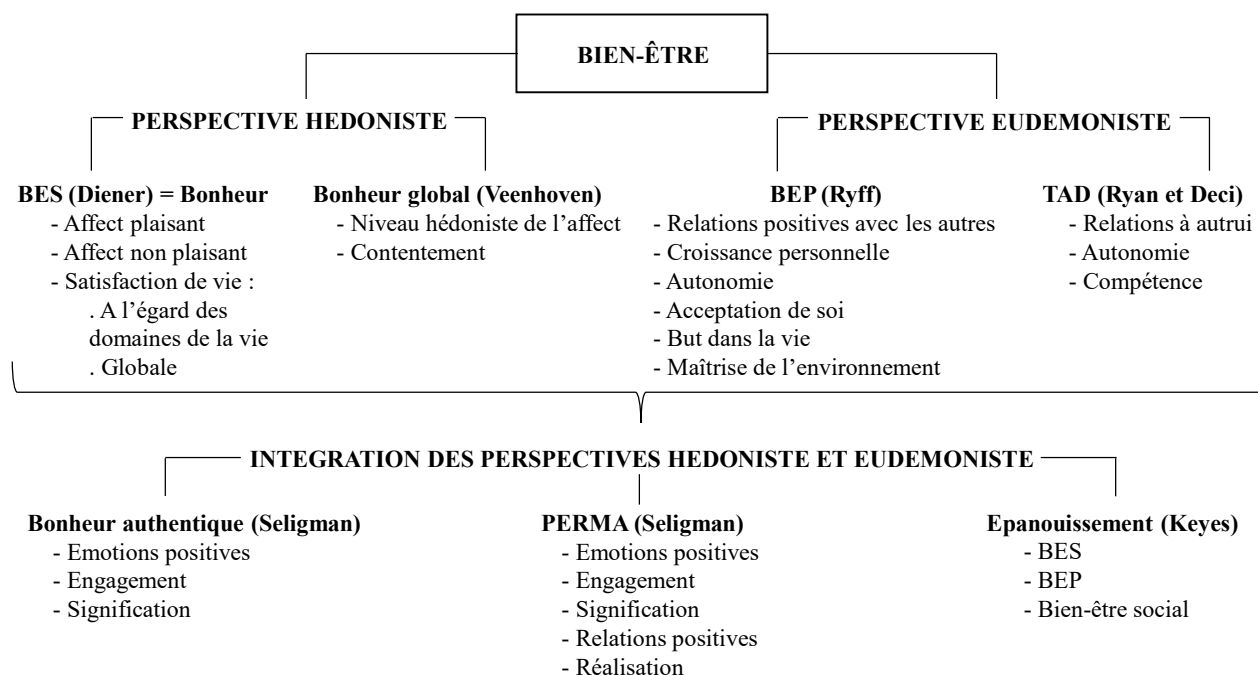 BIEN-ÊTRE
PERSPECTIVE HEDONISTE
PERSPECTIVE EUDEMONISTE
BES (Diener) = Bonheur
- Affect plaisant
- Affect non plaisant
- Satisfaction de vie :
. A l’égard des
domaines de la vie
. Globale
Bonheur global (Veenhoven)
- Niveau hédoniste de l’affect
- Contentement
BEP (Ryff)
- Relations positives avec les autres
- Croissance personnelle
- Autonomie
- Acceptation de soi
- But dans la vie
- Maîtrise de l’environnement
TAD (Ryan et Deci)
- Relations à autrui
- Autonomie
- Compétence
INTEGRATION DES PERSPECTIVES HEDONISTE ET EUDEMONISTE
Bonheur authentique (Seligman)
- Emotions positives
- Engagement
- Signification
PERMA (Seligman)
- Emotions positives
- Engagement
- Signification
- Relations positives
- Réalisation
Epanouissement (Keyes)
- BES
- BEP
- Bien-être social